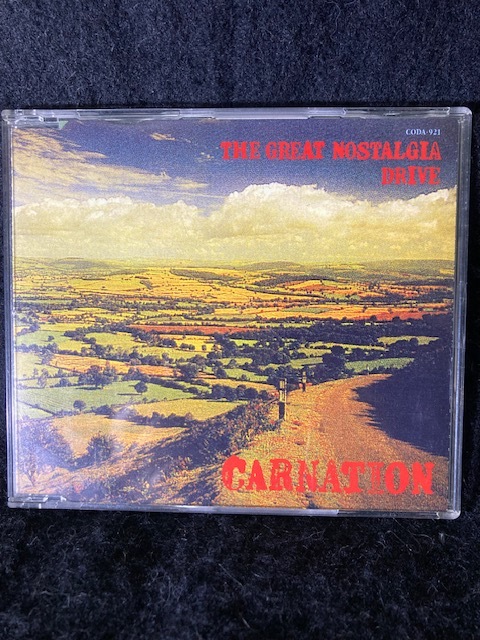 CODA-921
THE GREAT NOSTALGIA
DRIVE
CARNATION